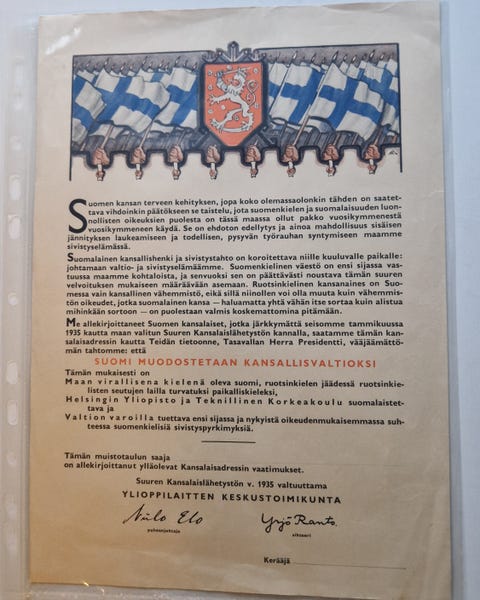 Suomen kansan terveen kehityksen, jopa koko olemassaolonkin tähden on saatet-
tava vihdoinkin päätökseen se taistelu, jota suomenkielen ja suomalaisuuden luon-
nollisten oikeuksien puolesta on tässä maassa ollut pakko vuosikymmenestä
vuosikymmeneen käydä. Se on ehdoton edellytys ja ainoa mahdollisuus sisäisen
jännityksen laukeamiseen ja todellisen, pysyvän työrauhan syntymiseen maamme
sivistyselämässä.
Suomalainen kansallishenki ja sivistystahto on koroitettava niille kuuluvalle paikalle:
johtamaan valtio- ja sivistyselämäämme. Suomenkielinen väestö on ensi sijassa vas-
tuussa maamme kohtaloista, ja senvuoksi sen on päättävästi noustava tämän suuren
velvoituksen mukaiseen määräävään asemaan. Ruotsinkielinen kansanaines on Suo-
messa vain kansallinen vähemmistö, eikä sillä niinollen voi olla muuta kuin vähemmis-
tön oikeudet, jotka suomalainen kansa — haluamatta yhtä vähän itse sortaa kuin alistua
mihinkään sortoon — on puolestaan valmis koskemattomina pitämään.
Me allekirjoittaneet Suomen kansalaiset, jotka järkkymättä seisomme tammikuussa
1935 kautta maan valitun Suuren Kansalaislähetystön kannalla, saatamme tämän kan-
salaisadressin kautta Teidän tietoonne, Tasavallan Herra Presidentti, vääjäämättö-
män tahtomme: että
SUOMI MUODOSTETAAN KANSALLISVALTIOKSI
Tämän mukaisesti on
Maan virallisena kielenä oleva suomi, ruotsinkielen jäädessä ruotsinkie-
listen seutujen lailla turvatuksi paikalliskieleksi,
Helsingin Yliopisto ja Teknillinen Korkeakoulu suomalaistet-
tava ja
Valtion varoilla tuettava ensi sijassa ja nykyistä oikeudenmukaisemmassa suh-
teessa suomenkielisiä sivistyspyrkimyksiä.
Tämän muistotaulun saaja
on allekirjoittanut ylläolevat Kansalaisadressin vaatimukset.
Suuren Kansalaislähetystön v. 1935 valtuuttama
YLIOPPILAITTEN KESKUSTOIMIKUNTA
Niilo Elo
Yrjö Ranto.
puheenjohtaja
sihteeri
Kerääjä